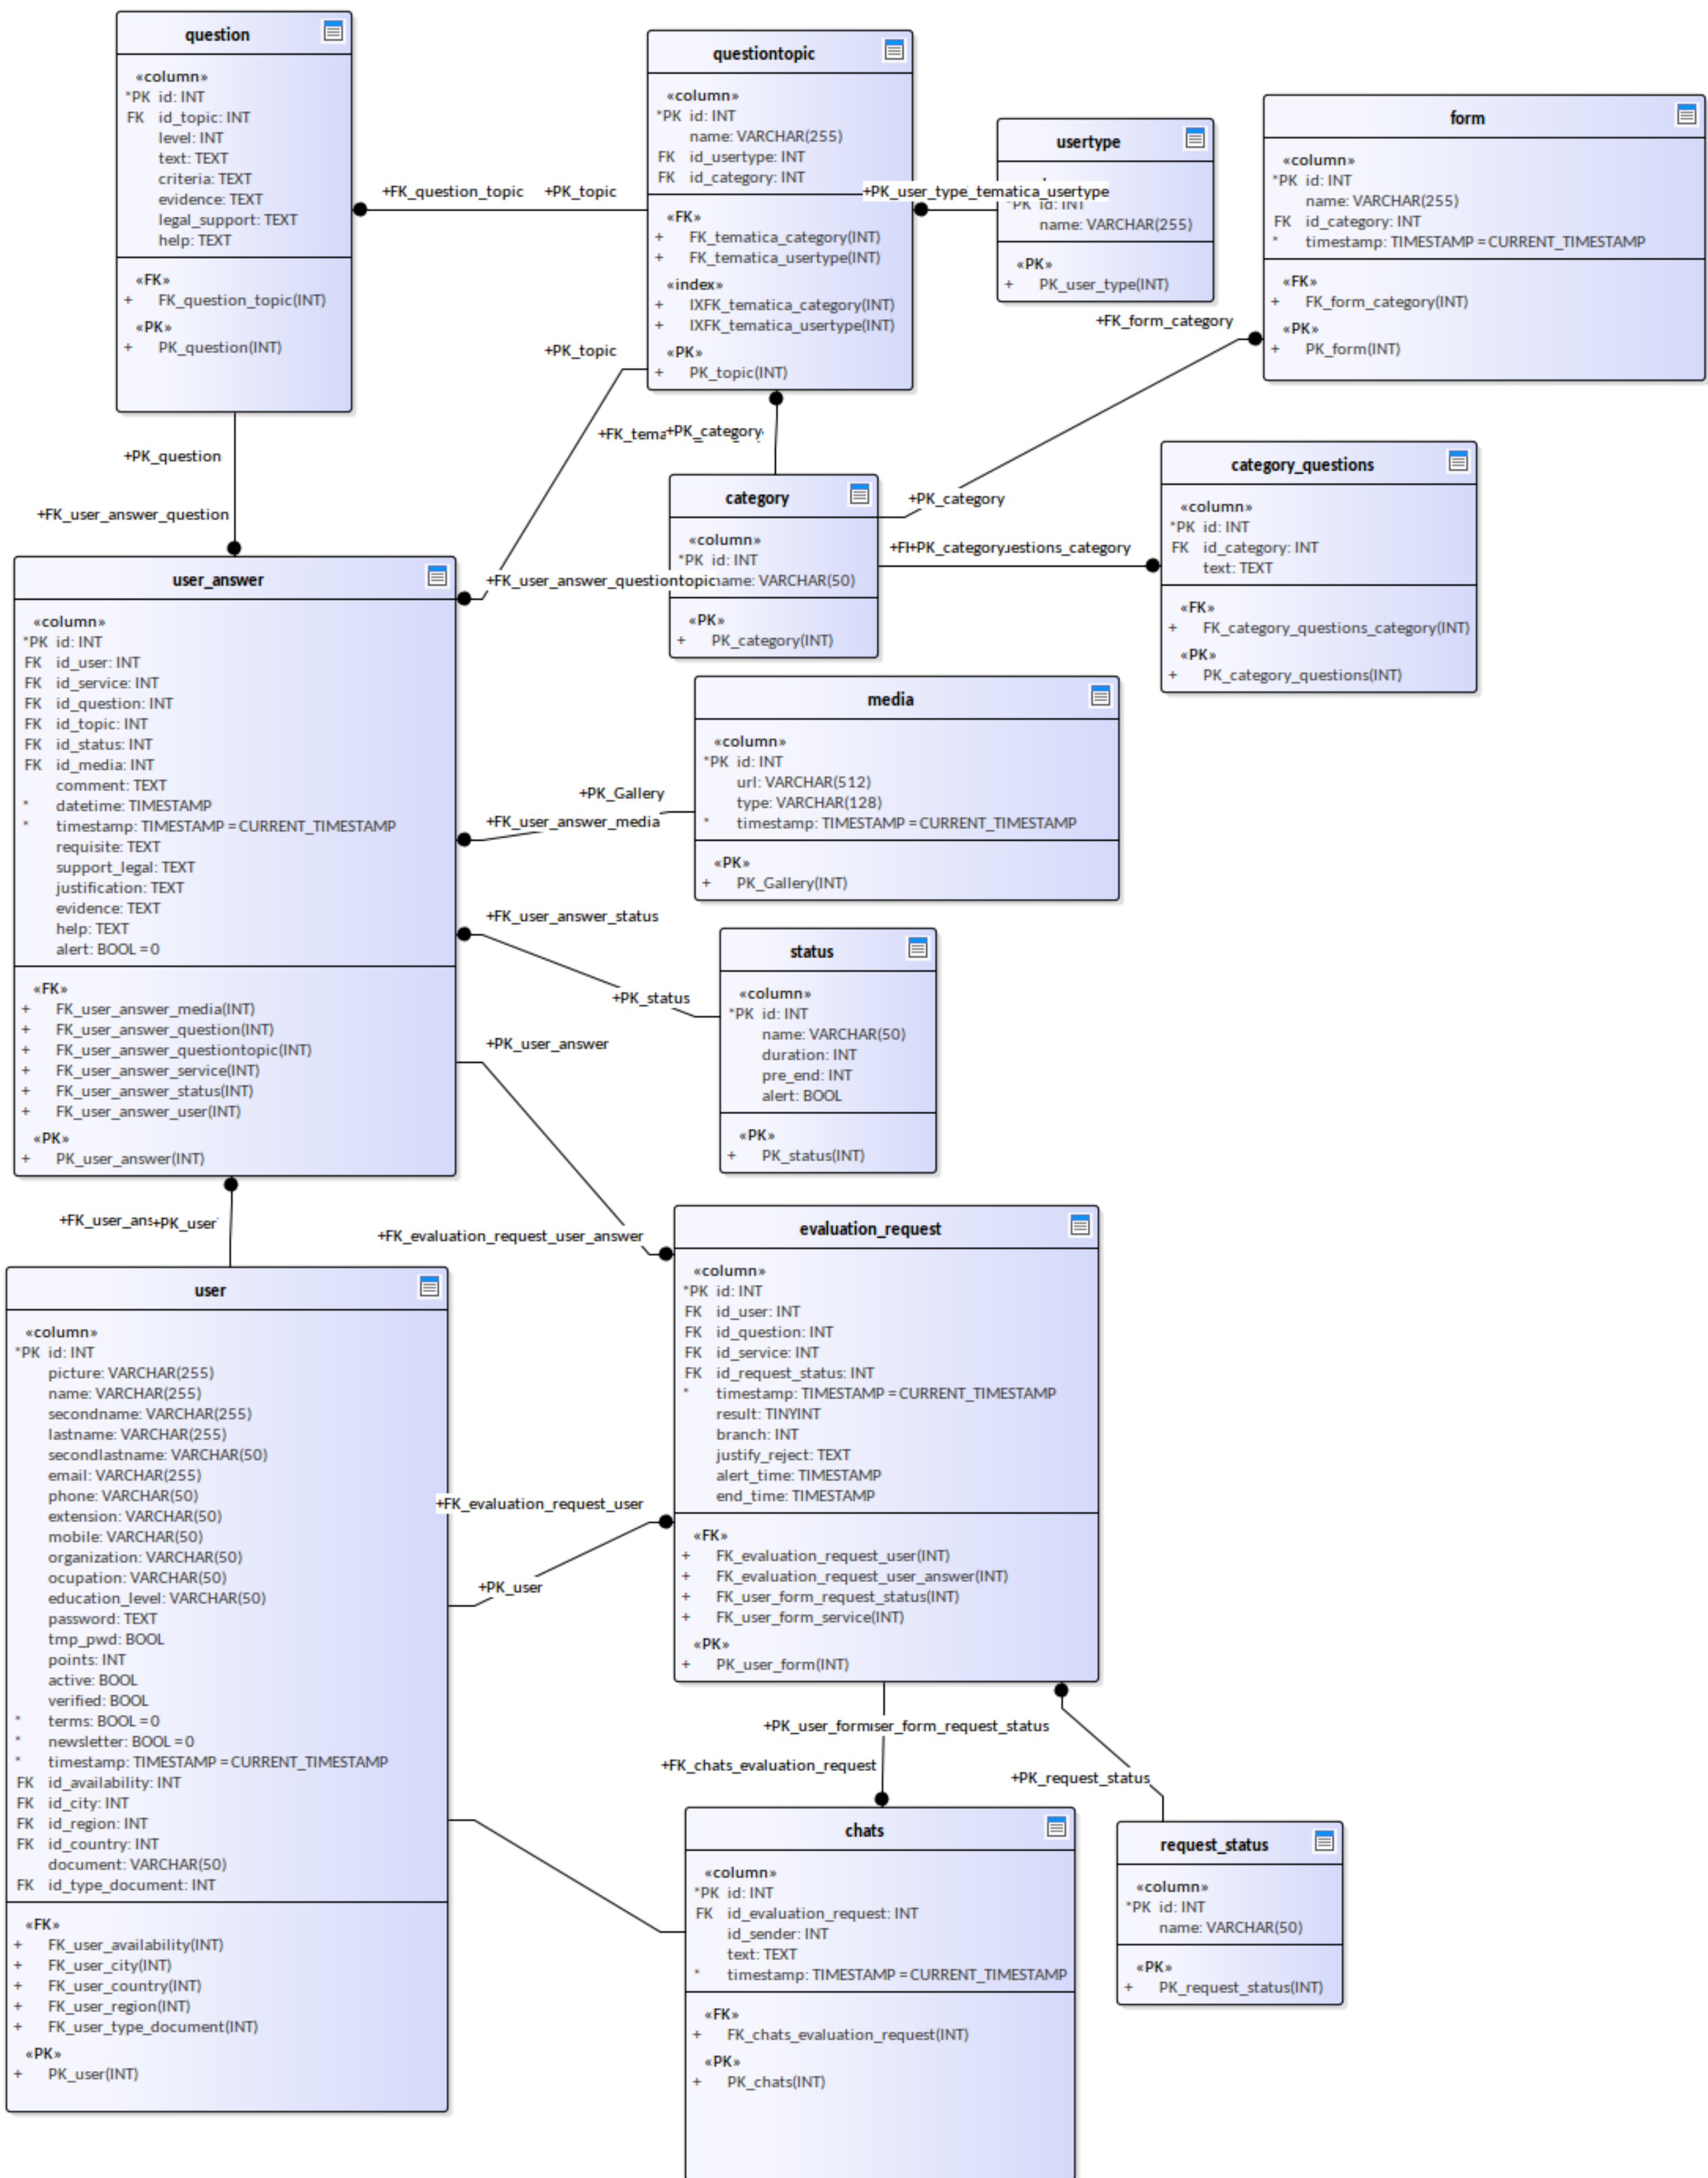 question
«column»
*PK id: INT
FK id_topic: INT
level: INT
text: TEXT
criteria: TEXT
evidence: TEXT
legal_support: TEXT
help: TEXT
«FK»
+ FK_question_topic(INT)
«PK»
+ PK_question(INT)
+FK_question_topic
+PK_topic
questiontopic
«column»
*PK id: INT
name: VARCHAR(255)
FK id_usertype: INT
FK id_category: INT
«FK»
+ FK_tematica_category(INT)
+ FK_tematica_usertype(INT)
«index»
+ IXFK_tematica_category(INT)
+ IXFK_tematica_usertype(INT)
«PK»
+ PK_topic(INT)
+PK_user_type_tematica_usertype
usertype
*PK id: INT
name: VARCHAR(255)
«PK»
+ PK_user_type(INT)
form
«column»
*PK id: INT
name: VARCHAR(255)
FK id_category: INT
* timestamp: TIMESTAMP = CURRENT_TIMESTAMP
«FK»
+ FK_form_category(INT)
«PK»
+ PK_form(INT)
+FK_form_category
+PK_topic
+FK_tema
+PK_category
+PK_question
+FK_user_answer_question
category
«column»
*PK id: INT
name: VARCHAR(50)
«PK»
+ PK_category(INT)
+PK_category
+PK_category
category_questions
«column»
*PK id: INT
FK id_category: INT
text: TEXT
«FK»
+ FK_category_questions_category(INT)
«PK»
+ PK_category_questions(INT)
+FK_user_answer_questiontopic
user_answer
«column»
*PK id: INT
FK id_user: INT
FK id_service: INT
FK id_question: INT
FK id_topic: INT
FK id_status: INT
FK id_media: INT
comment: TEXT
* datetime: TIMESTAMP
* timestamp: TIMESTAMP = CURRENT_TIMESTAMP
requisite: TEXT
support_legal: TEXT
justification: TEXT
evidence: TEXT
help: TEXT
alert: BOOL = 0
«FK»
+ FK_user_answer_media(INT)
+ FK_user_answer_question(INT)
+ FK_user_answer_questiontopic(INT)
+ FK_user_answer_service(INT)
+ FK_user_answer_status(INT)
+ FK_user_answer_user(INT)
«PK»
+ PK_user_answer(INT)
media
«column»
*PK id: INT
url: VARCHAR(512)
type: VARCHAR(128)
* timestamp: TIMESTAMP = CURRENT_TIMESTAMP
«PK»
+ PK_Gallery(INT)
+PK_Gallery
+FK_user_answer_media
+FK_user_answer_status
+PK_status
status
«column»
*PK id: INT
name: VARCHAR(50)
duration: INT
pre_end: INT
alert: BOOL
«PK»
+ PK_status(INT)
+PK_user_answer
+FK_evaluation_request_user_answer
+FK_user_ans
+PK_user
user
«column»
*PK id: INT
picture: VARCHAR(255)
name: VARCHAR(255)
secondname: VARCHAR(255)
lastname: VARCHAR(255)
secondlastname: VARCHAR(50)
email: VARCHAR(255)
phone: VARCHAR(50)
extension: VARCHAR(50)
mobile: VARCHAR(50)
organization: VARCHAR(50)
ocupation: VARCHAR(50)
education_level: VARCHAR(50)
password: TEXT
tmp_pwd: BOOL
points: INT
active: BOOL
verified: BOOL
* terms: BOOL = 0
* newsletter: BOOL = 0
* timestamp: TIMESTAMP = CURRENT_TIMESTAMP
FK id_availability: INT
FK id_city: INT
FK id_region: INT
FK id_country: INT
document: VARCHAR(50)
FK id_type_document: INT
«FK»
+ FK_user_availability(INT)
+ FK_user_city(INT)
+ FK_user_country(INT)
+ FK_user_region(INT)
+ FK_user_type_document(INT)
«PK»
+ PK_user(INT)
evaluation_request
«column»
*PK id: INT
FK id_user: INT
FK id_question: INT
FK id_service: INT
FK id_request_status: INT
* timestamp: TIMESTAMP = CURRENT_TIMESTAMP
result: TINYINT
branch: INT
justify_reject: TEXT
alert_time: TIMESTAMP
end_time: TIMESTAMP
«FK»
+ FK_evaluation_request_user(INT)
+ FK_evaluation_request_user_answer(INT)
+ FK_user_form_request_status(INT)
+ FK_user_form_service(INT)
«PK»
+ PK_user_form(INT)
+FK_evaluation_request_user
+PK_user
+PK_user_form
ser_form_request_status
+FK_chats_evaluation_request
+PK_request_status
chats
«column»
*PK id: INT
FK id_evaluation_request: INT
id_sender: INT
text: TEXT
* timestamp: TIMESTAMP = CURRENT_TIMESTAMP
«FK»
+ FK_chats_evaluation_request(INT)
«PK»
+ PK_chats(INT)
request_status
«column»
*PK id: INT
name: VARCHAR(50)
«PK»
+ PK_request_status(INT)